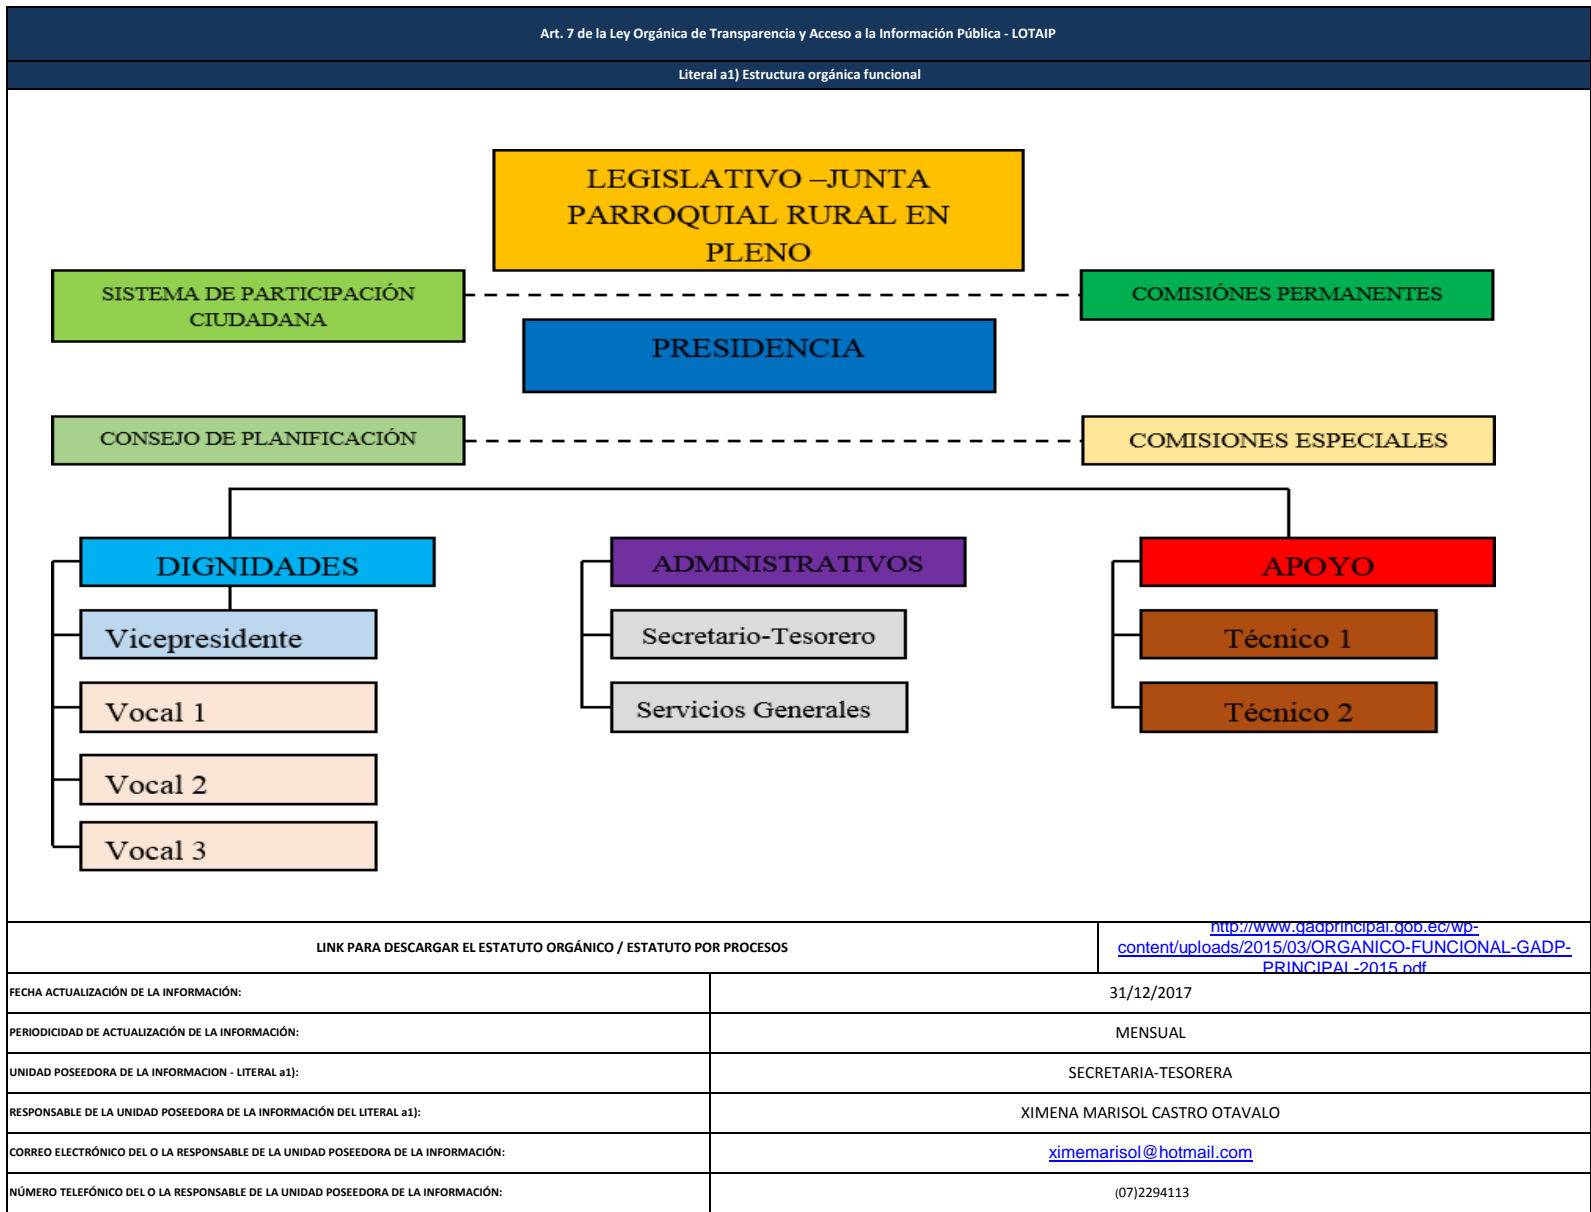 Art. 7 de la Ley Orgánica de Transparencia y Acceso a la Información Pública - LOTAIP
Literal a1) Estructura orgánica funcional
LEGISLATIVO –JUNTA
PARROQUIAL RURAL EN
PLENO
SISTEMA DE PARTICIPACIÓN
CIUDADANA
COMISIÓNES PERMANENTES
PRESIDENCIA
CONSEJO DE PLANIFICACIÓN
COMISIONES ESPECIALES
DIGNIDADES
ADMINISTRATIVOS
APOYO
Vicepresidente
Secretario-Tesorero
Técnico 1
Vocal 1
Servicios Generales
Técnico 2
Vocal 2
Vocal 3
LINK PARA DESCARGAR EL ESTATUTO ORGÁNICO / ESTATUTO POR PROCESOS
http://www.gadprincipal.gob.ec/wp-
content/uploads/2015/03/ORGANICO-FUNCIONAL-GADP-
PRINCIPAL-2015.pdf
FECHA ACTUALIZACIÓN DE LA INFORMACIÓN:
31/12/2017
PERIODICIDAD DE ACTUALIZACIÓN DE LA INFORMACIÓN:
MENSUAL
UNIDAD POSEEDORA DE LA INFORMACION - LITERAL a1):
SECRETARIA-TESORERA
RESPONSABLE DE LA UNIDAD POSEEDORA DE LA INFORMACIÓN DEL LITERAL a1):
XIMENA MARISOL CASTRO OTAVALO
CORREO ELECTRÓNICO DEL O LA RESPONSABLE DE LA UNIDAD POSEEDORA DE LA INFORMACIÓN:
ximemarisol@hotmail.com
NÚMERO TELEFÓNICO DEL O LA RESPONSABLE DE LA UNIDAD POSEEDORA DE LA INFORMACIÓN:
(07)2294113